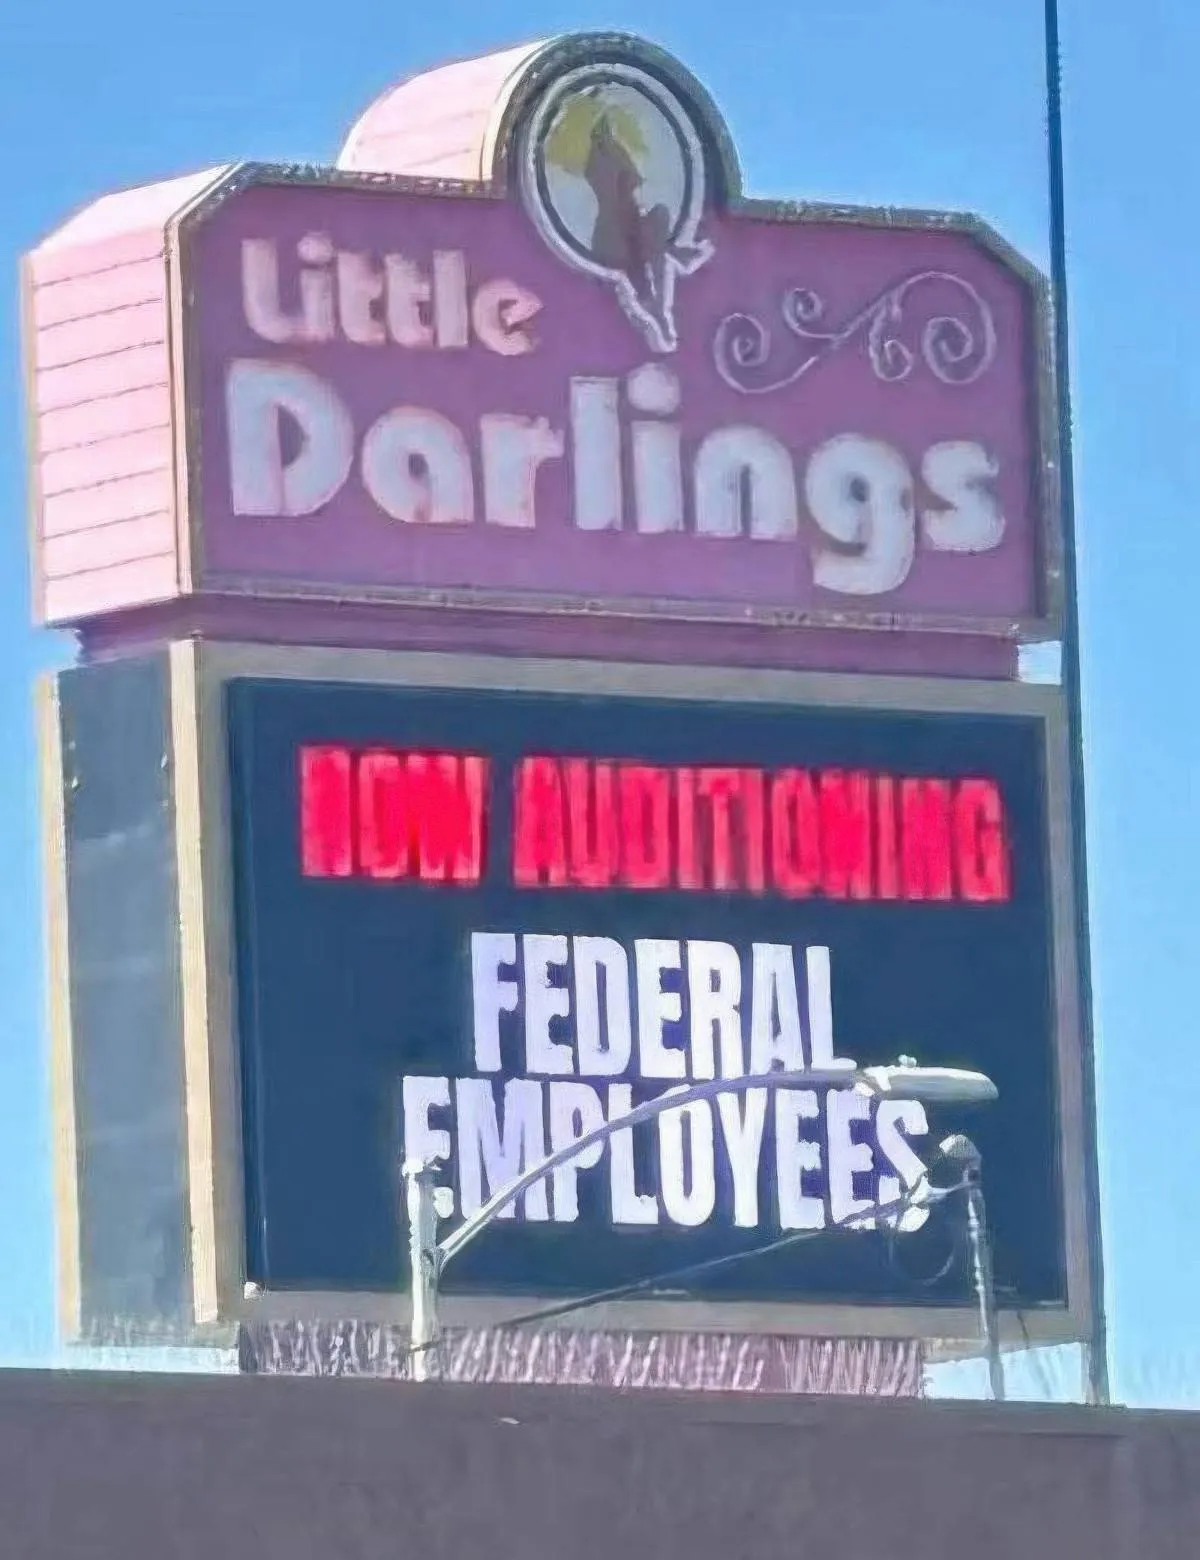 Little
Darlings
NOW AUDITIONING
FEDERAL
EMPLOYEES